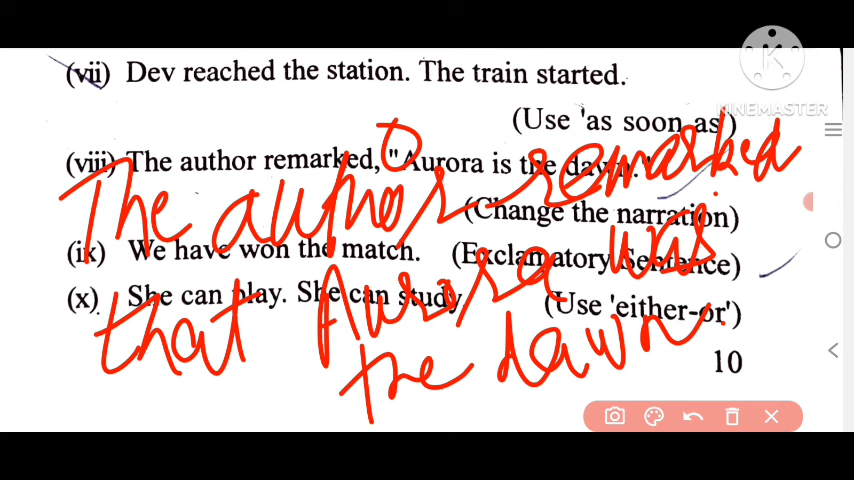 KINEMASTER
(vii) Dev reached the station. The train started.
(Use 'as soon as')
(viii) The author remarked, "Aurora is the dawn."
The author remarked
(Change the narration)
(ix) We have won the match. (Exclamatory Sentence)
that Aurora was
(x) She can play. She can study. (Use 'either-or')
the dawn.
10